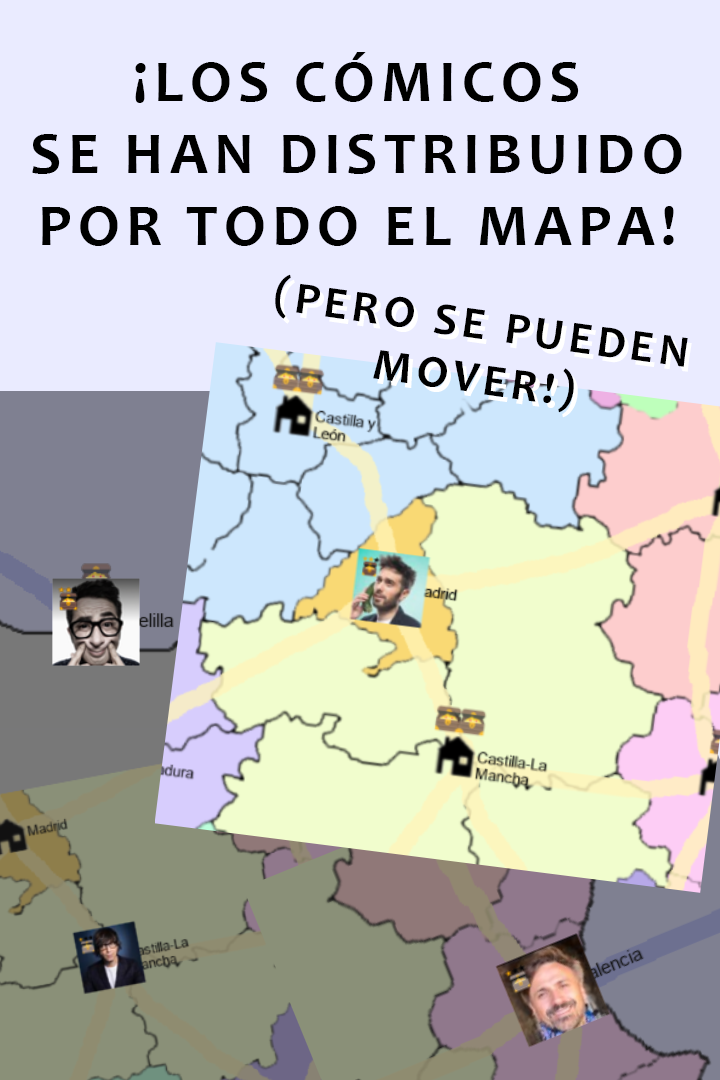 ¡LOS CÓMICOS
SE HAN DISTRIBUIDO
POR TODO EL MAPA!
(PERO SE PUEDEN
MOVER!)
Castilla y
León
adrid
elilla
Castilla-La
Mancha
adura
Madrid
astilla-La
ancha
alencia